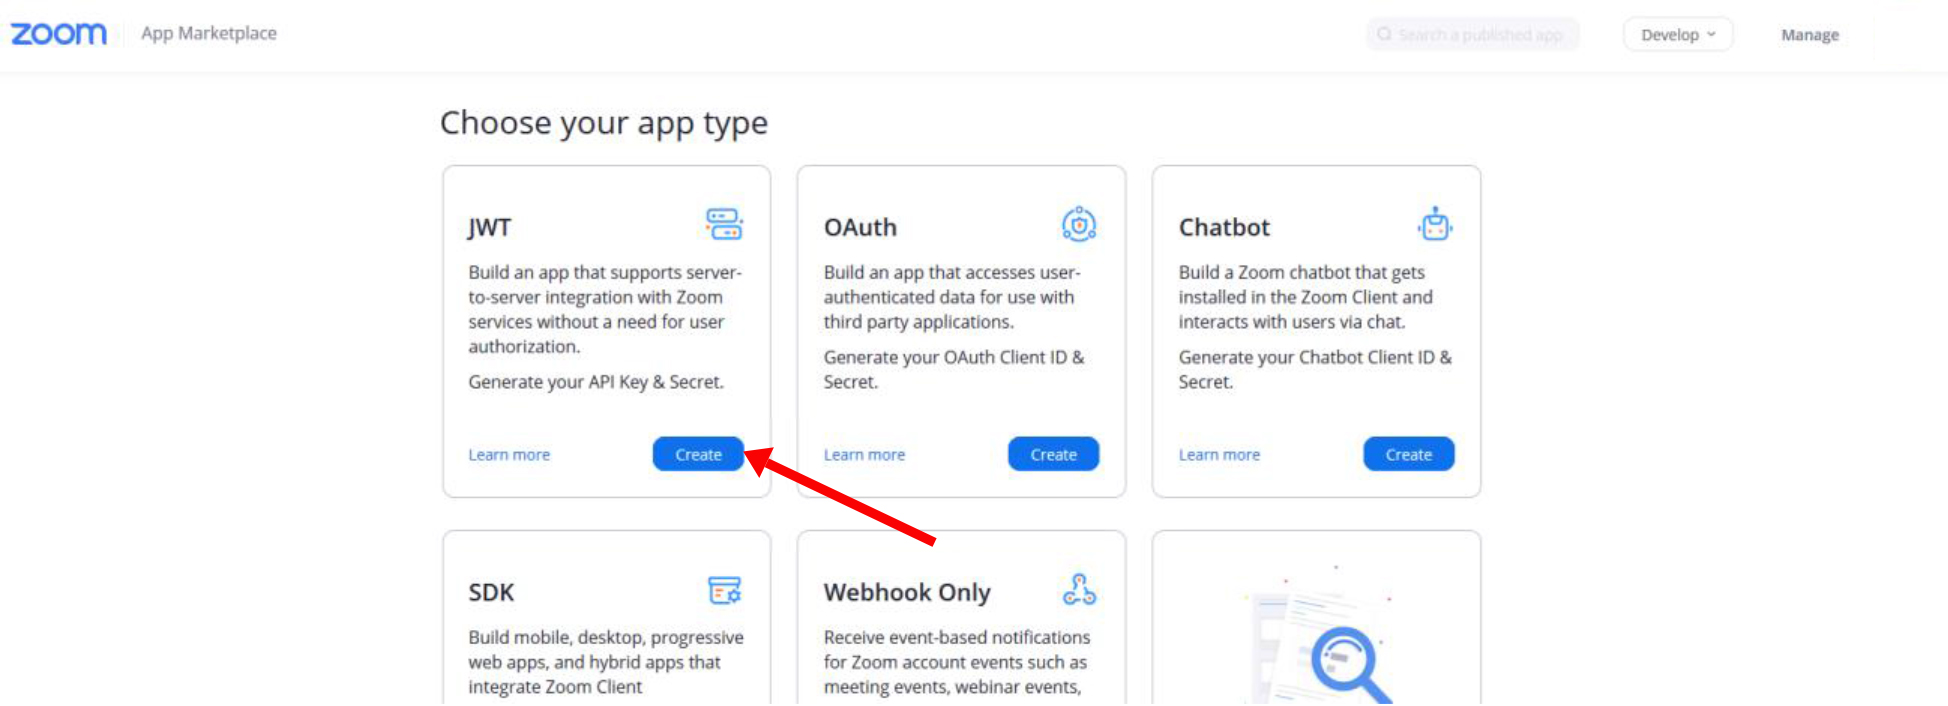 zoom App Marketplace
Search a published app
Develop
Manage
Choose your app type
JWT
Build an app that supports server-
to-server integration with Zoom
services without a need for user
authorization.
Generate your API Key & Secret.
Learn more
Create
OAuth
Build an app that accesses user-
authenticated data for use with
third party applications.
Generate your OAuth Client ID &
Secret.
Learn more
Create
Chatbot
Build a Zoom chatbot that gets
installed in the Zoom Client and
interacts with users via chat.
Generate your Chatbot Client ID &
Secret.
Learn more
Create
SDK
Build mobile, desktop, progressive
web apps, and hybrid apps that
integrate Zoom Client
Webhook Only
Receive event-based notifications
for Zoom account events such as
meeting events, webinar events,